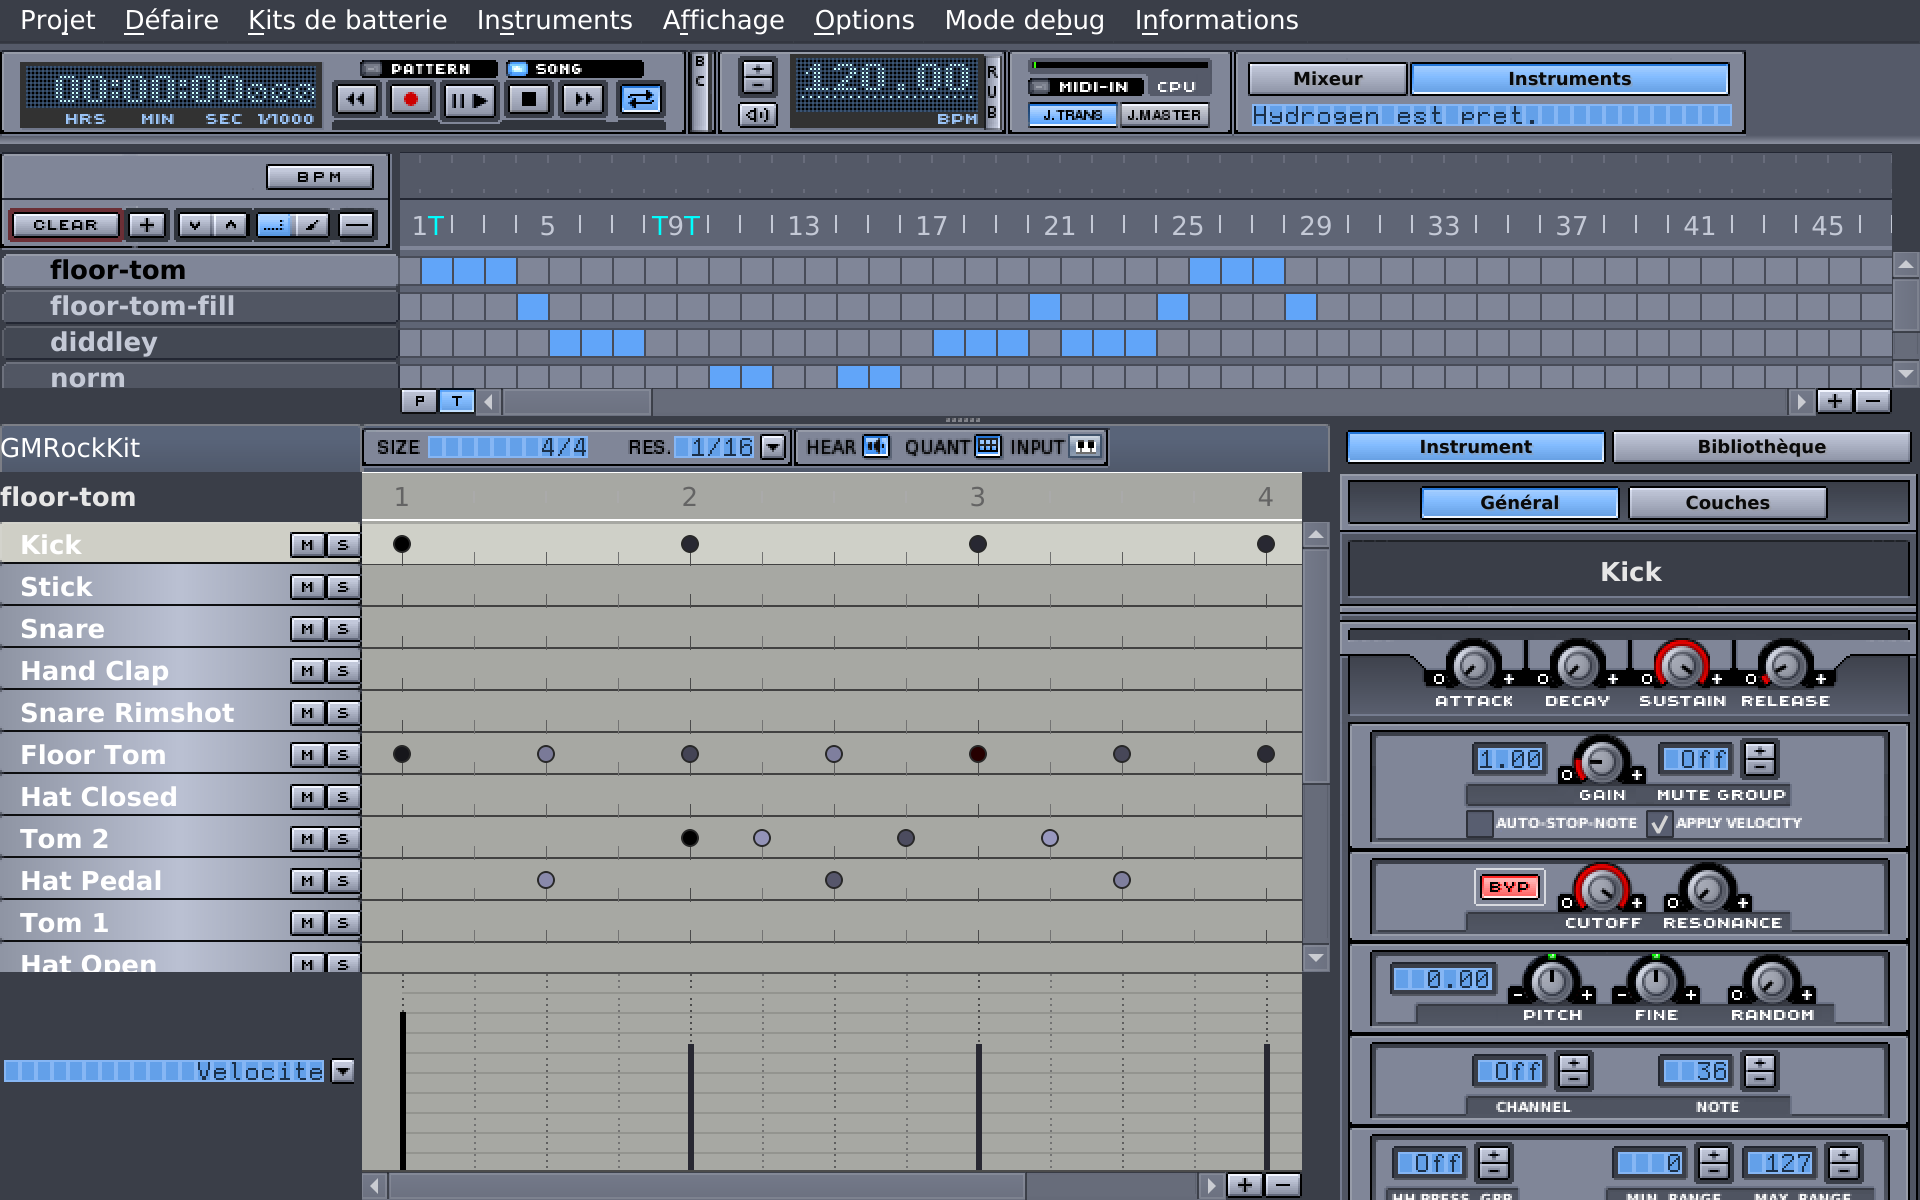 Projet Défaire Kits de batterie Instruments Affichage Options Mode debug Informations
00:00:00000
HRS MIN SEC 1/1000
PATTERN SONG
B C
120.00
BPM
R U B
MIDI-IN CPU
J.TRANS J.MASTER
Mixeur Instruments
Hydrogen est pret.
BPM
CLEAR
1T 5 T9T 13 17 21 25 29 33 37 41 45
floor-tom
floor-tom-fill
diddley
norm
P T
GMRockKit
SIZE 4/4 RES. 1/16 HEAR QUANT INPUT
Instrument Bibliothèque
floor-tom
1 2 3 4
Général Couches
Kick M S
Stick M S
Snare M S
Hand Clap M S
Snare Rimshot M S
Floor Tom M S
Hat Closed M S
Tom 2 M S
Hat Pedal M S
Tom 1 M S
Hat Open M S
Velocite
Kick
ATTACK DECAY SUSTAIN RELEASE
1.00 Off
GAIN MUTE GROUP
AUTO-STOP-NOTE APPLY VELOCITY
BYP
CUTOFF RESONANCE
0.00
PITCH FINE RANDOM
Off 36
CHANNEL NOTE
Off 0 127
HH PRESS. GRP MIN. RANGE MAX. RANGE